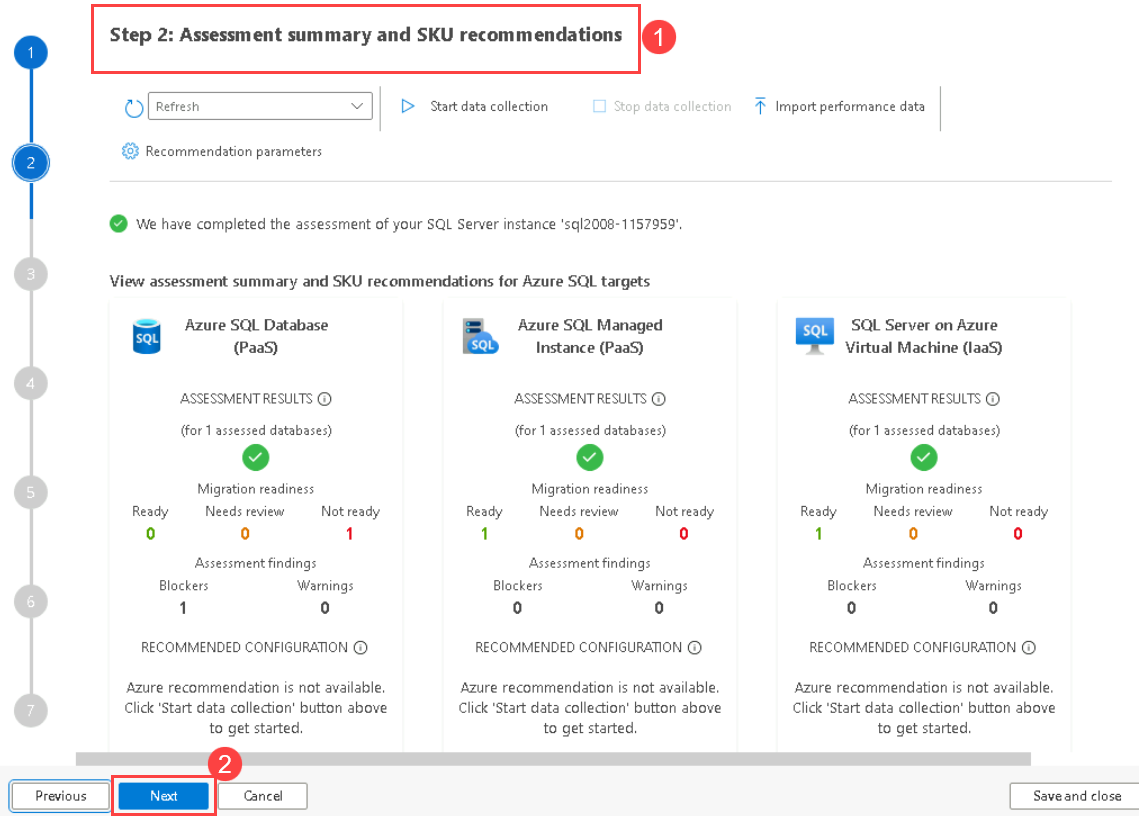 Step 2: Assessment summary and SKU recommendations
1
1
Refresh
Start data collection
Stop data collection
Import performance data
2
Recommendation parameters
We have completed the assessment of your SQL Server instance 'sql2008-1157959'.
3
View assessment summary and SKU recommendations for Azure SQL targets
SQL
Azure SQL Database
(PaaS)
ASSESSMENT RESULTS
(for 1 assessed databases)
Migration readiness
Ready Needs review Not ready
0 0 1
Assessment findings
Blockers Warnings
1 0
RECOMMENDED CONFIGURATION
Azure recommendation is not available.
Click 'Start data collection' button above
to get started.
SQL
Azure SQL Managed
Instance (PaaS)
ASSESSMENT RESULTS
(for 1 assessed databases)
Migration readiness
Ready Needs review Not ready
1 0 0
Assessment findings
Blockers Warnings
0 0
RECOMMENDED CONFIGURATION
Azure recommendation is not available.
Click 'Start data collection' button above
to get started.
SQL
SQL Server on Azure
Virtual Machine (IaaS)
ASSESSMENT RESULTS
(for 1 assessed databases)
Migration readiness
Ready Needs review Not ready
1 0 0
Assessment findings
Blockers Warnings
0 0
RECOMMENDED CONFIGURATION
Azure recommendation is not available.
Click 'Start data collection' button above
to get started.
4
5
6
7
2
Previous
Next
Cancel
Save and close